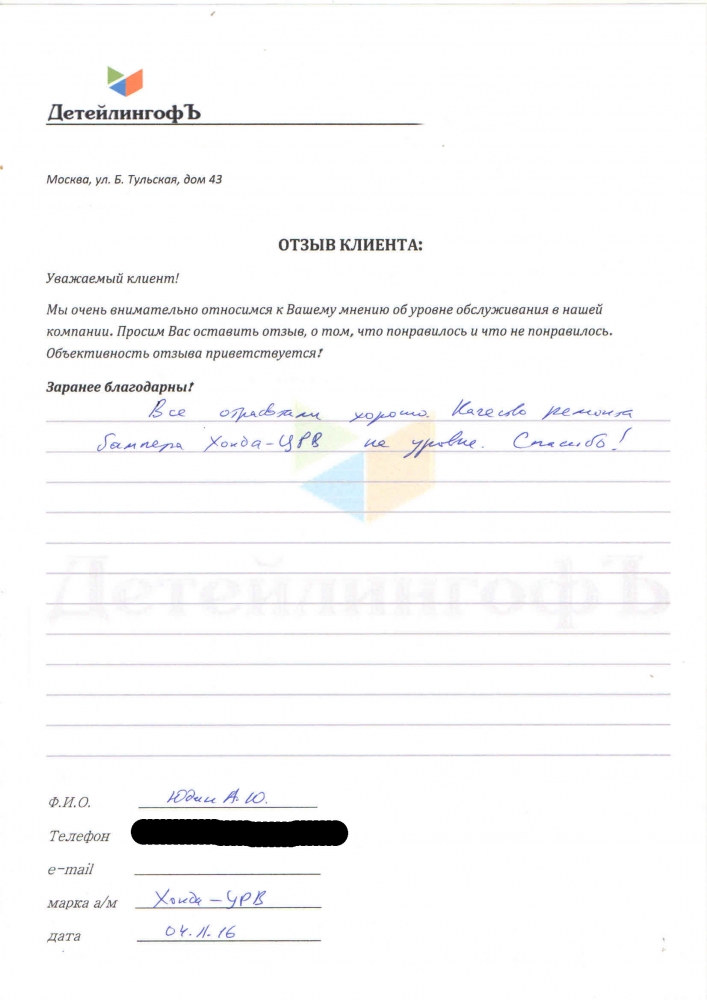 ДетейлингофЪ
Москва, ул. Б. Тульская, дом 43
ОТЗЫВ КЛИЕНТА:
Уважаемый клиент!
Мы очень внимательно относимся к Вашему мнению об уровне обслуживания в нашей
компании. Просим Вас оставить отзыв, о том, что понравилось и что не понравилось.
Объективность отзыва приветствуется!
Заранее благодарны!
Все хорошо. Качество ремонта
бампера Хонда-ЦРВ на уровне. Спасибо!
ДетейлингофЪ
Ф.И.О. Юдин А.Ю.
Телефон
e-mail
марка а/м Хонда-ЦРВ
дата 04.11.16